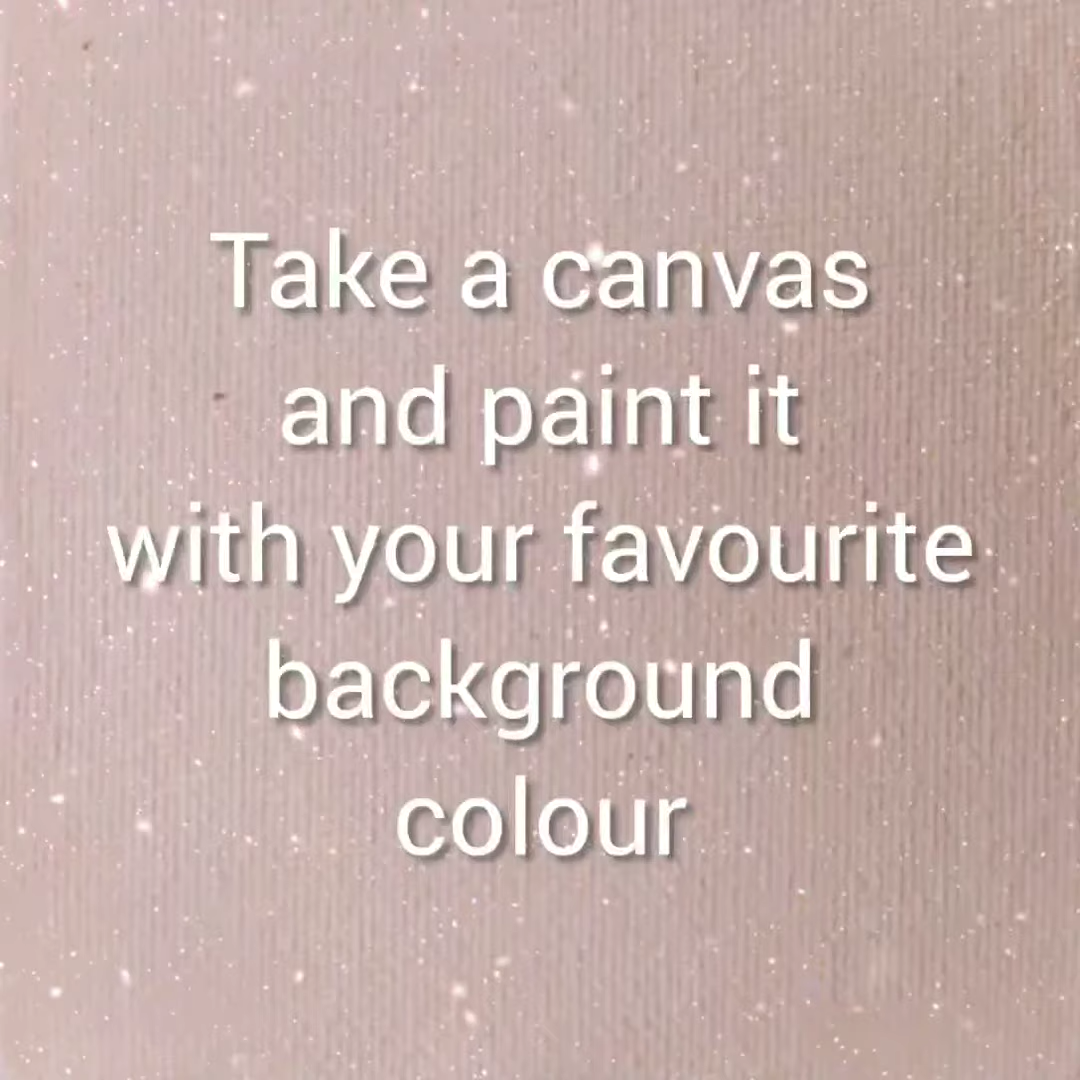 Take a canvas
and paint it
with your favourite
background
colour